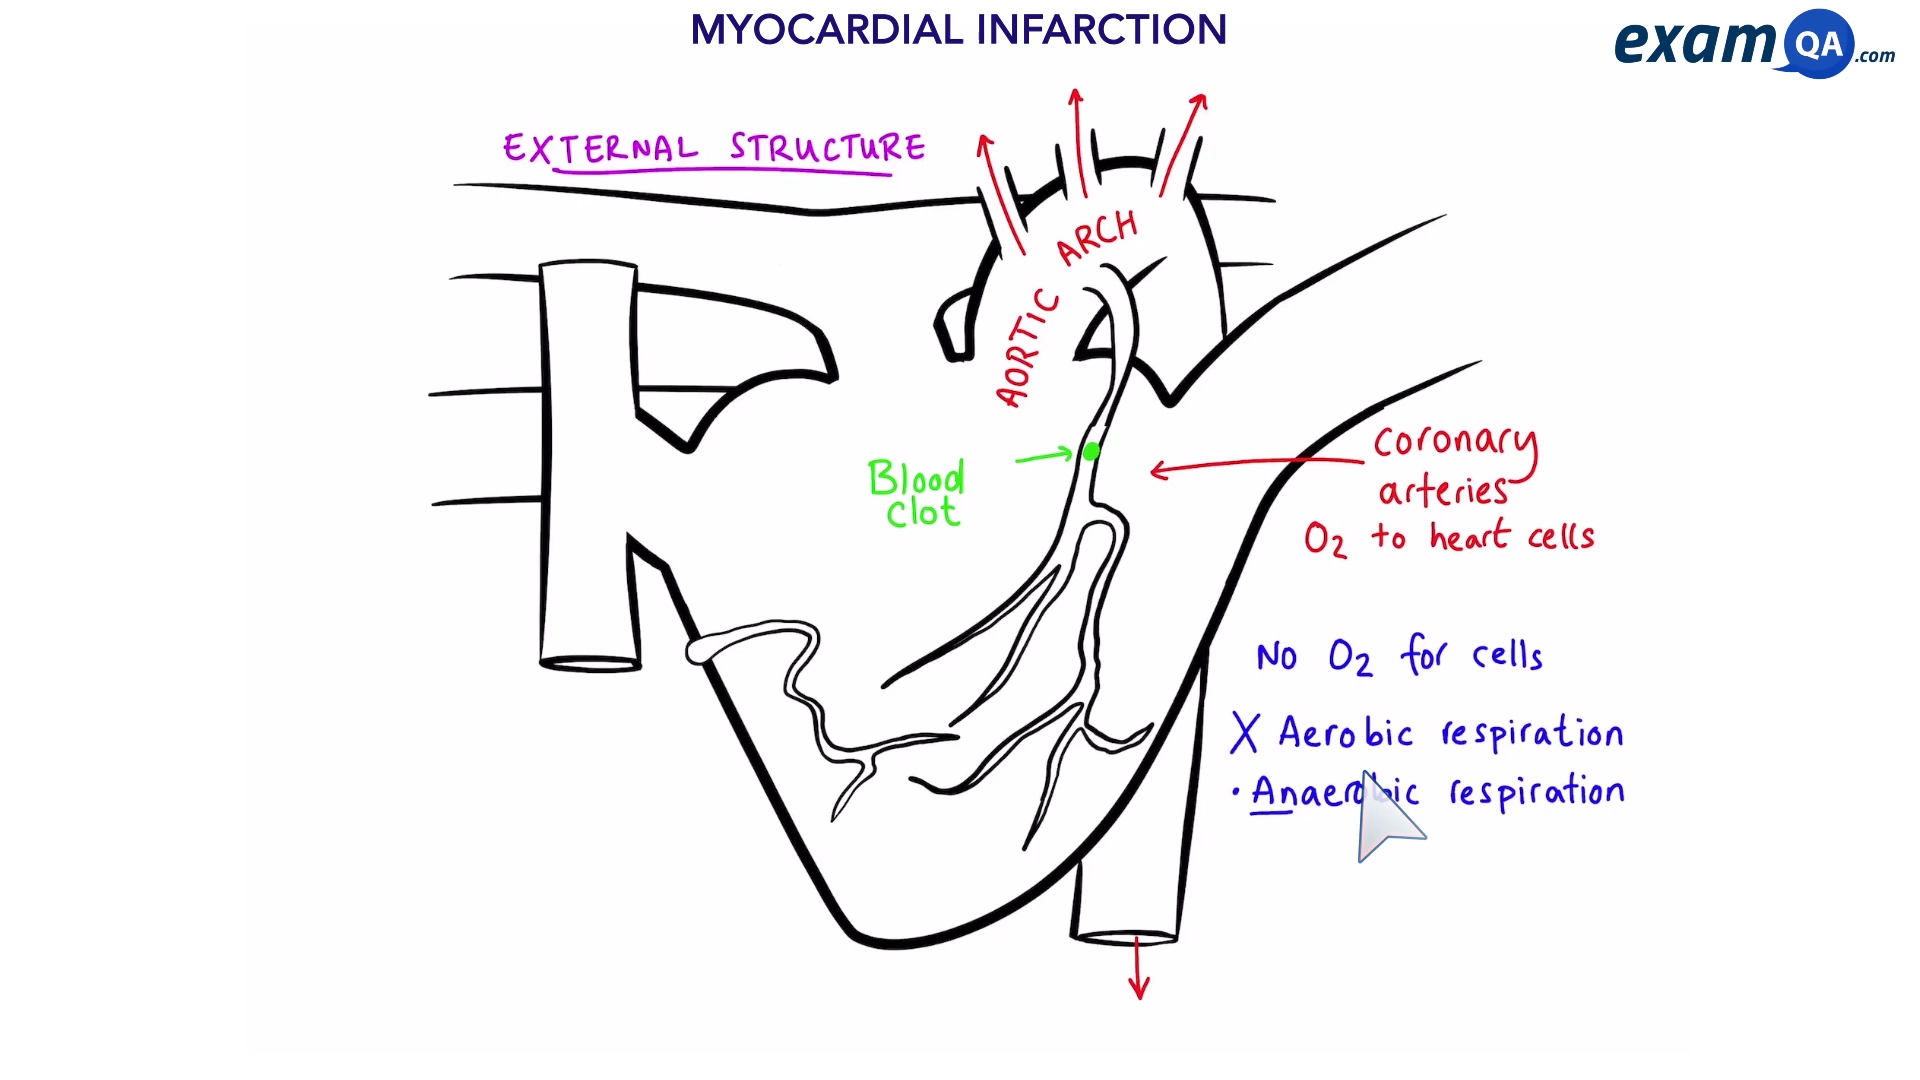 MYOCARDIAL INFARCTION
examQA.com
EXTERNAL STRUCTURE
AORTIC ARCH
Blood
clot
coronary
arteries
O₂ to heart cells
No O₂ for cells
X Aerobic respiration
• Anaerobic respiration